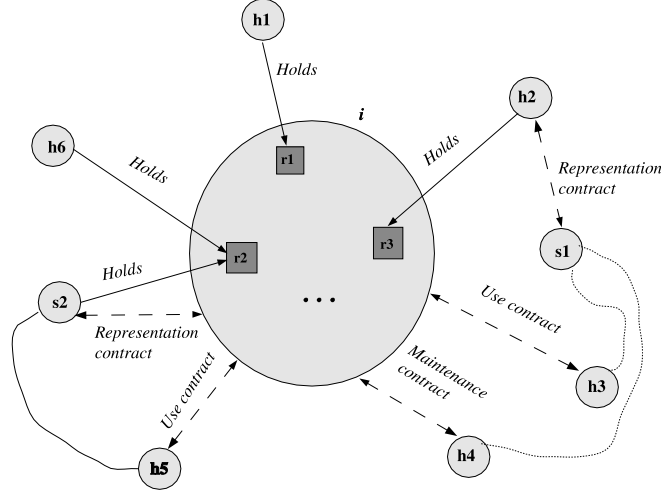 h1
Holds
i
h2
h6
Holds
r1
Holds
Representation
contract
r2
r3
s1
Holds
s2
...
Use contract
Representation
contract
Maintenance
contract
Use contract
h3
h4
h5